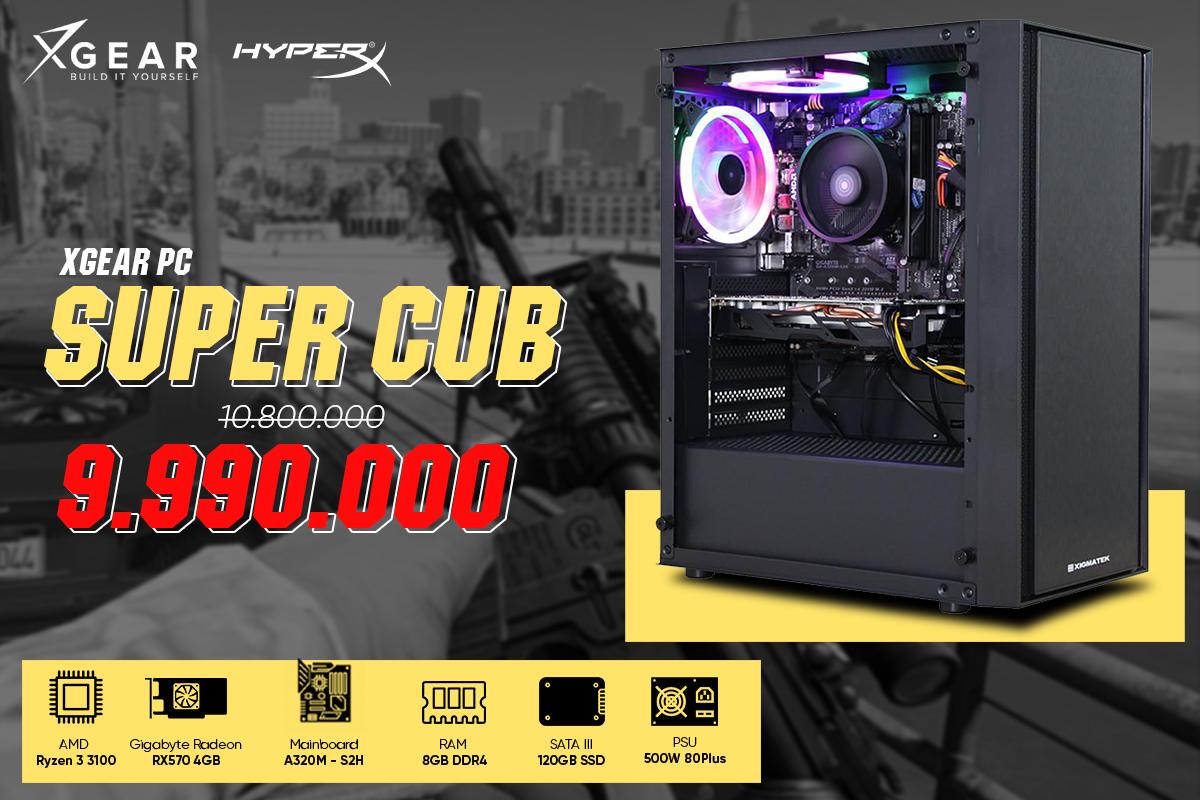 XGEAR
BUILD IT YOURSELF
HYPERX
XGEAR PC
SUPER CUB
10.800.000
9.990.000
AMD
GIGABYTE
XIGMATEK
044
AMD
Ryzen 3 3100
Gigabyte Radeon
RX570 4GB
Mainboard
A320M - S2H
RAM
8GB DDR4
SATA III
120GB SSD
PSU
500W 80Plus